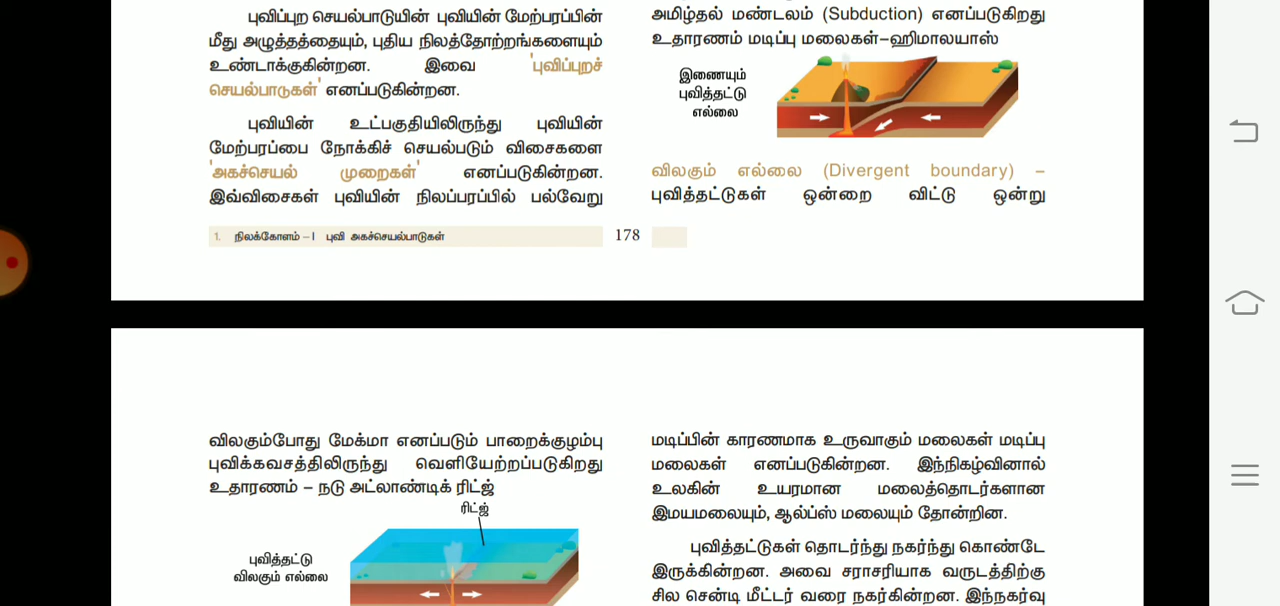 புவிப்புற செயல்பாடுயின் புவியின் மேற்பரப்பின்
மீது அழுத்தத்தையும், புதிய நிலத்தோற்றங்களையும்
உண்டாக்குகின்றன. இவை 'புவிப்புறச்
செயல்பாடுகள்' எனப்படுகின்றன.
புவியின் உட்பகுதியிலிருந்து புவியின்
மேற்பரப்பை நோக்கிச் செயல்படும் விசைகளை
'அகச்செயல் முறைகள்' எனப்படுகின்றன.
இவ்விசைகள் புவியின் நிலப்பரப்பில் பல்வேறு
அமிழ்தல் மண்டலம் (Subduction) எனப்படுகிறது
உதாரணம் மடிப்பு மலைகள்–ஹிமாலயாஸ்
இணையும்
புவித்தட்டு
எல்லை
விலகும் எல்லை (Divergent boundary) –
புவித்தட்டுகள் ஒன்றை விட்டு ஒன்று
1. நிலக்கோளம் – I புவி அகச்செயல்பாடுகள்
178
விலகும்போது மேக்மா எனப்படும் பாறைக்குழம்பு
புவிக்கவசத்திலிருந்து வெளியேற்றப்படுகிறது
உதாரணம் – நடு அட்லாண்டிக் ரிட்ஜ்
ரிட்ஜ்
புவித்தட்டு
விலகும் எல்லை
மடிப்பின் காரணமாக உருவாகும் மலைகள் மடிப்பு
மலைகள் எனப்படுகின்றன. இந்நிகழ்வினால்
உலகின் உயரமான மலைத்தொடர்களான
இமயமலையும், ஆல்ப்ஸ் மலையும் தோன்றின.
புவித்தட்டுகள் தொடர்ந்து நகர்ந்து கொண்டே
இருக்கின்றன. அவை சராசரியாக வருடத்திற்கு
சில சென்டி மீட்டர் வரை நகர்கின்றன. இந்நகர்வு